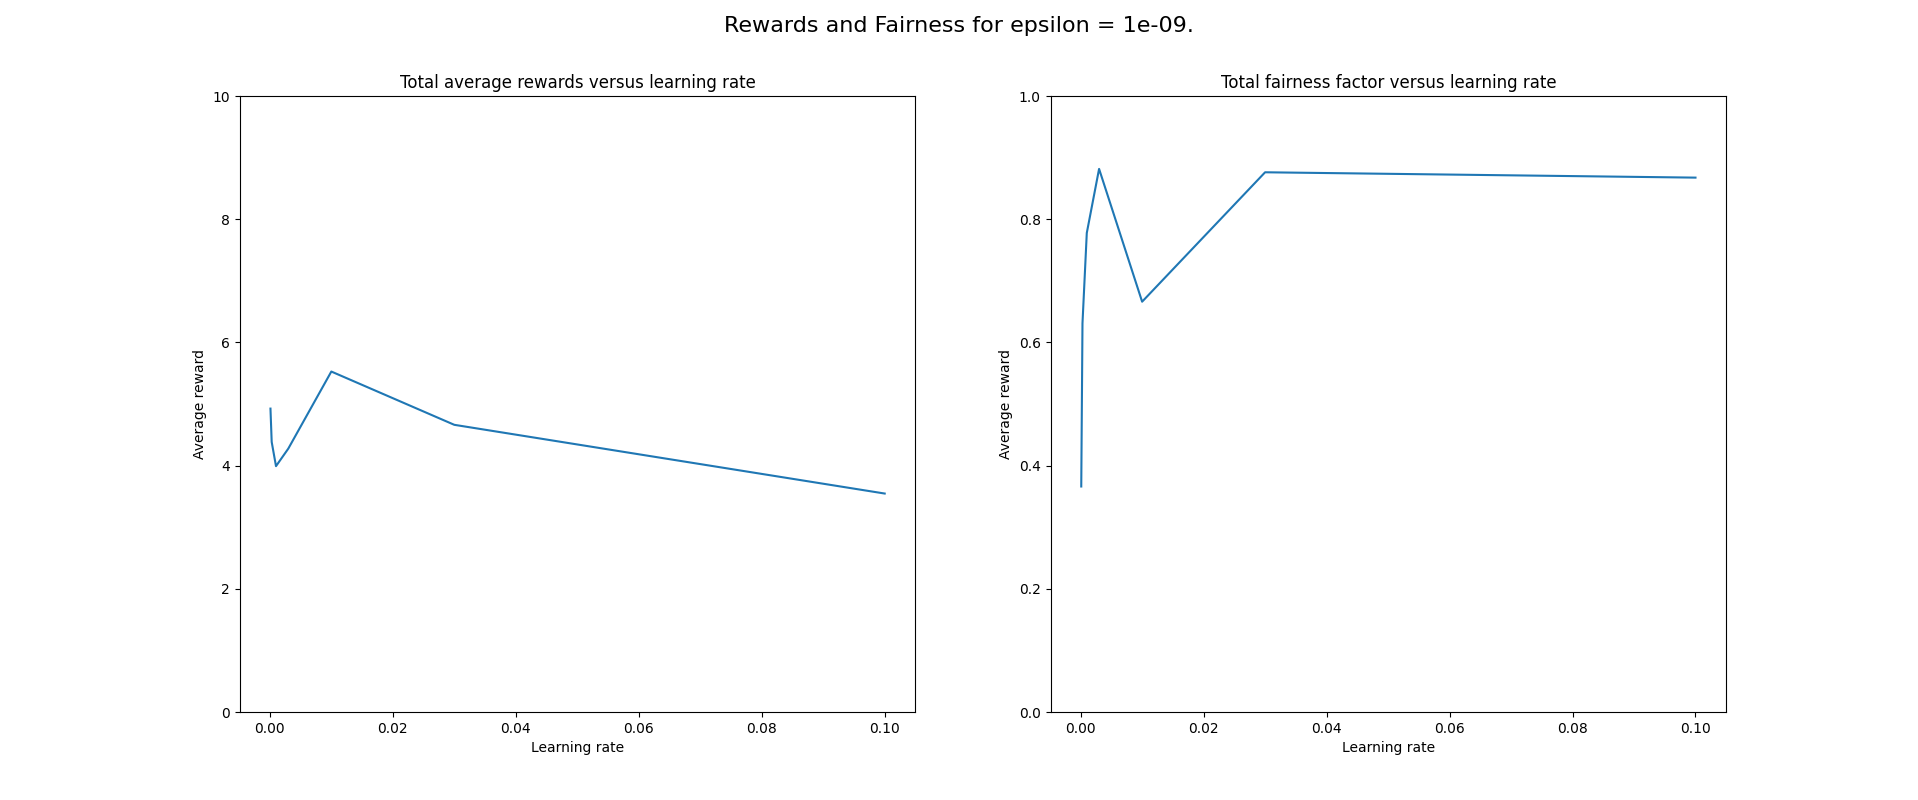 Rewards and Fairness for epsilon = 1e-09.
Total average rewards versus learning rate
10
8
6
4
2
0
Average reward
0.00 0.02 0.04 0.06 0.08 0.10
Learning rate
Total fairness factor versus learning rate
1.0
0.8
0.6
0.4
0.2
0.0
Average reward
0.00 0.02 0.04 0.06 0.08 0.10
Learning rate